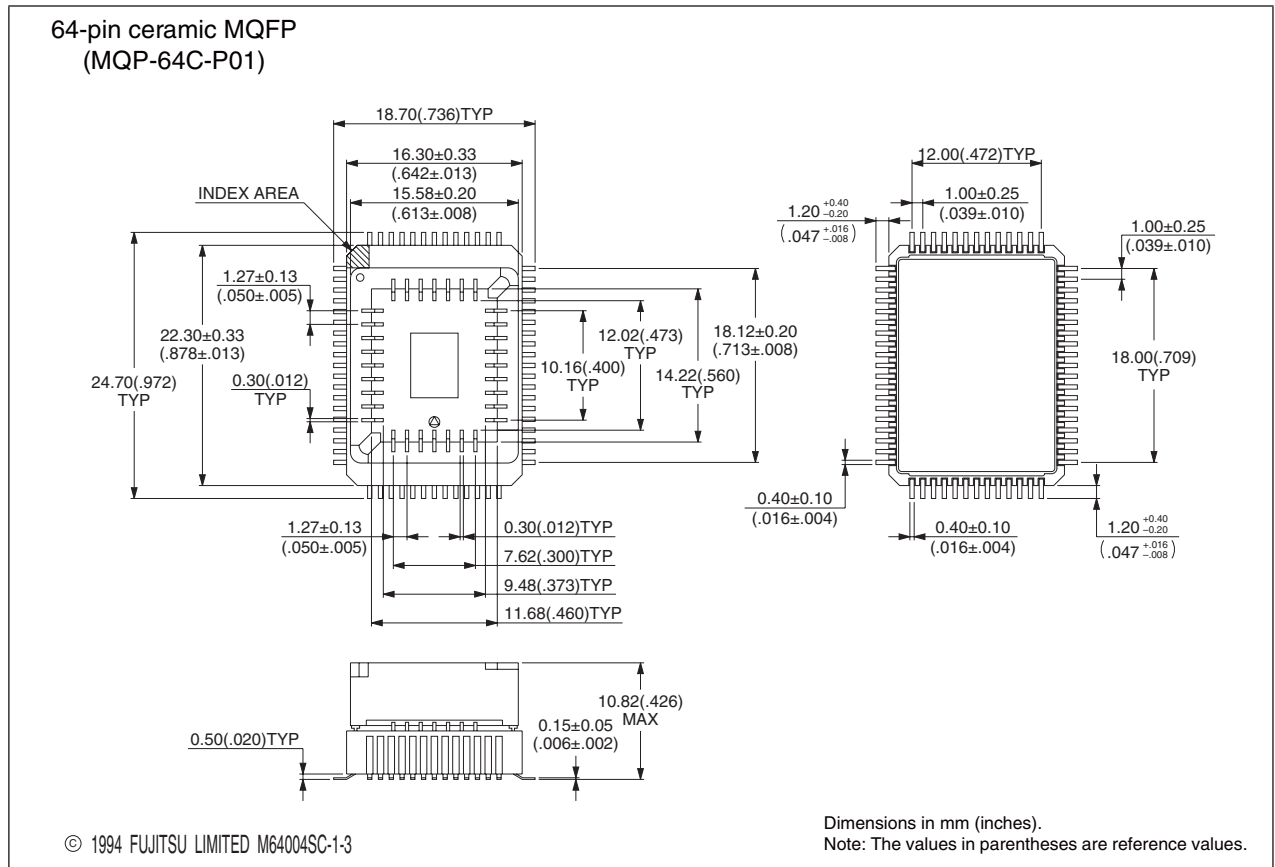 64-pin ceramic MQFP
(MQP-64C-P01)
18.70(.736)TYP
16.30±0.33
(.642±.013)
15.58±0.20
(.613±.008)
INDEX AREA
1.27±0.13
(.050±.005)
22.30±0.33
(.878±.013)
24.70(.972)
TYP
0.30(.012)
TYP
12.02(.473)
TYP
10.16(.400)
TYP
14.22(.560)
TYP
18.12±0.20
(.713±.008)
1.27±0.13
(.050±.005)
0.30(.012)TYP
7.62(.300)TYP
9.48(.373)TYP
11.68(.460)TYP
12.00(.472)TYP
1.00±0.25
(.039±.010)
1.20 +0.40 −0.20
(.047 +.016 −.008)
1.00±0.25
(.039±.010)
18.00(.709)
TYP
0.40±0.10
(.016±.004)
0.40±0.10
(.016±.004)
1.20 +0.40 −0.20
(.047 +.016 −.008)
10.82(.426)
MAX
0.15±0.05
(.006±.002)
0.50(.020)TYP
© 1994 FUJITSU LIMITED M64004SC-1-3
Dimensions in mm (inches).
Note: The values in parentheses are reference values.